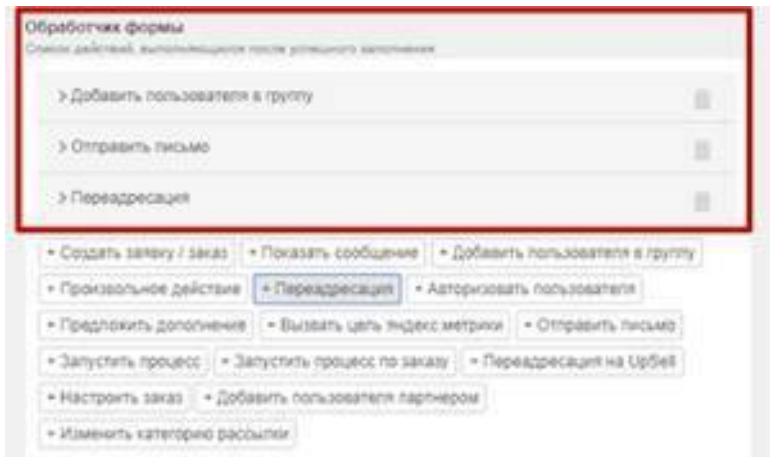 Обработчик формы
Список действий, выполняющихся после успешного заполнения
> Добавить пользователя в группу
> Отправить письмо
> Переадресация
+ Создать заявку / заказ + Показать сообщение + Добавить пользователя в группу
+ Произвольное действие + Переадресация + Авторизовать пользователя
+ Предложить дополнение + Вызвать цель яндекс метрики + Отправить письмо
+ Запустить процесс + Запустить процесс по заказу + Переадресация на UpSell
+ Настроить заказ + Добавить пользователя партнером
+ Изменить категорию рассылки